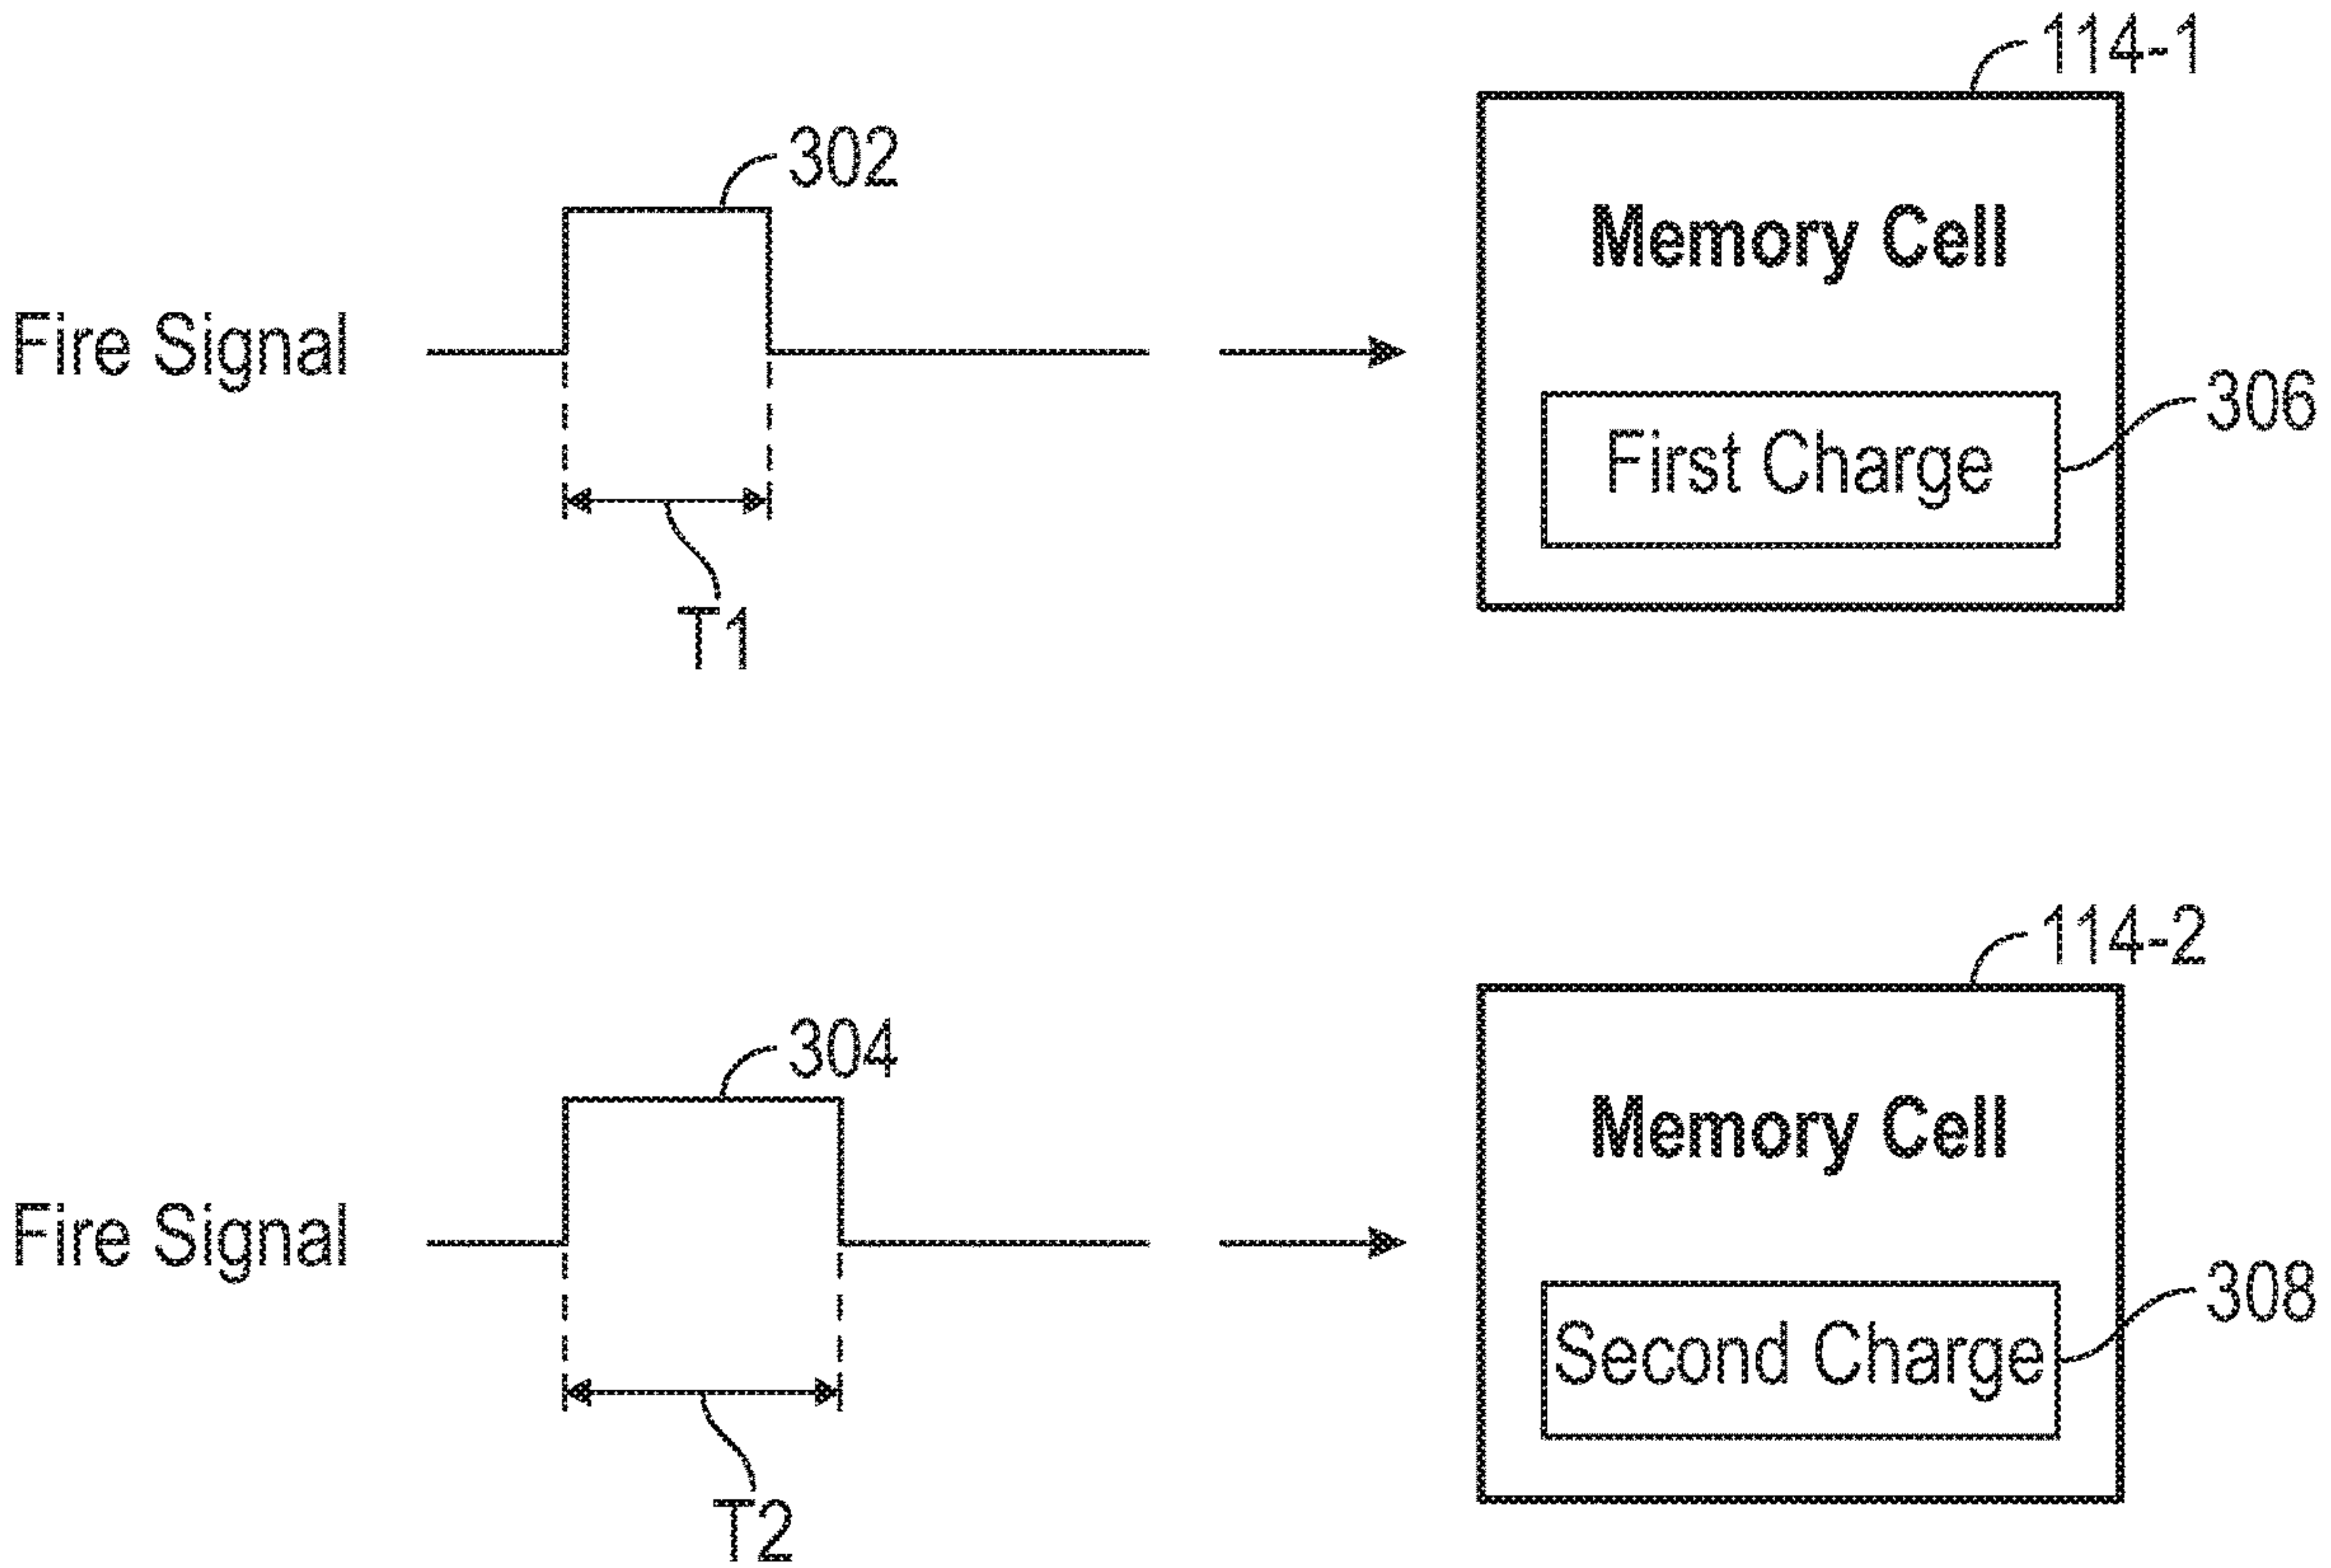 114-1
302
Memory Cell
Fire Signal
306
First Charge
T1
114-2
304
Memory Cell
Fire Signal
308
Second Charge
T2